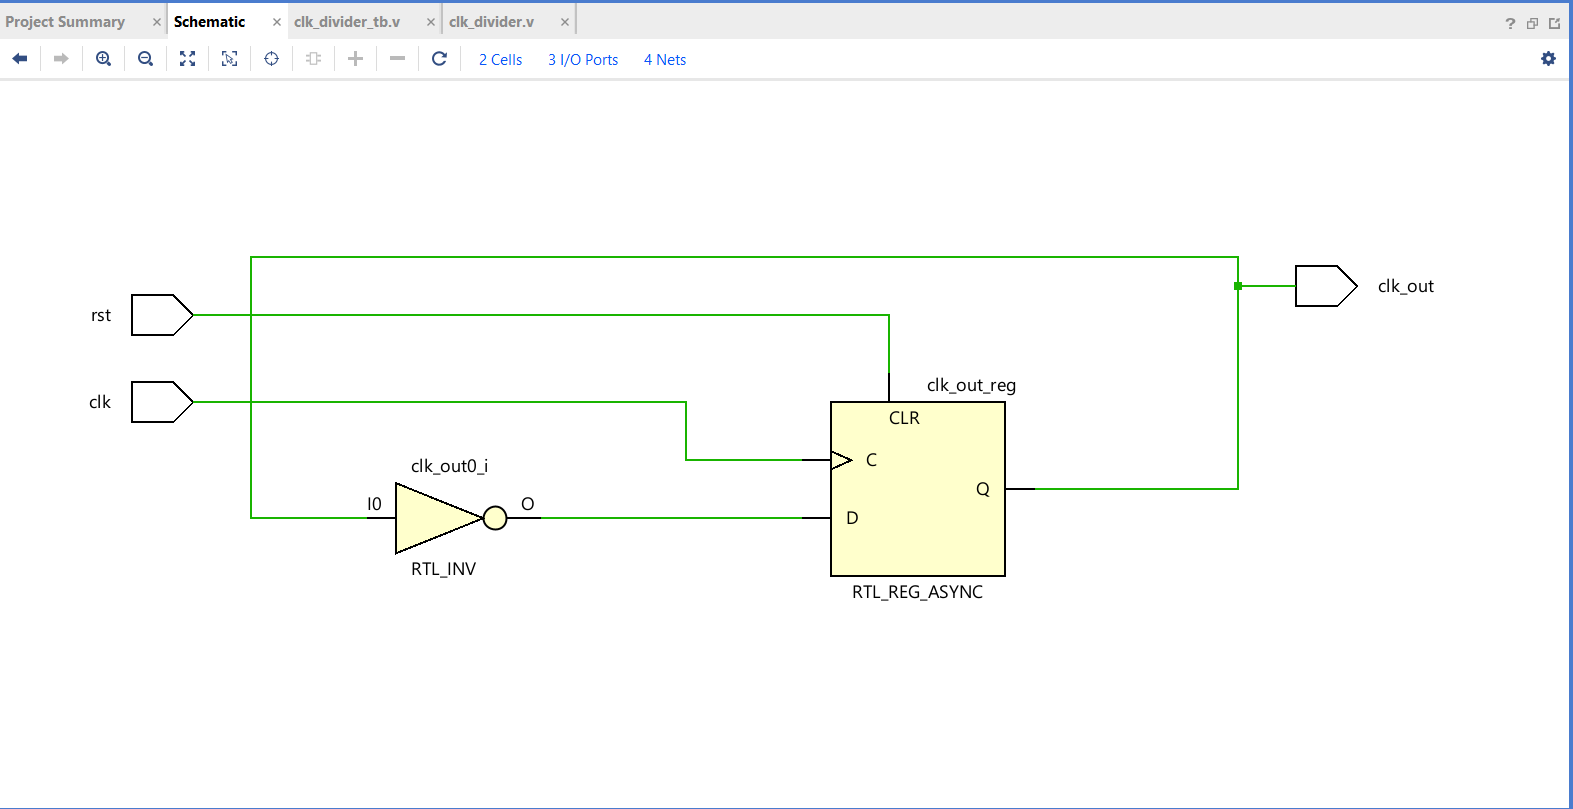 Project Summary × Schematic × clk_divider_tb.v × clk_divider.v × ?
2 Cells 3 I/O Ports 4 Nets
clk_out
rst
clk_out_reg
clk
CLR
C
clk_out0_i
I0 O
Q
D
RTL_INV
RTL_REG_ASYNC